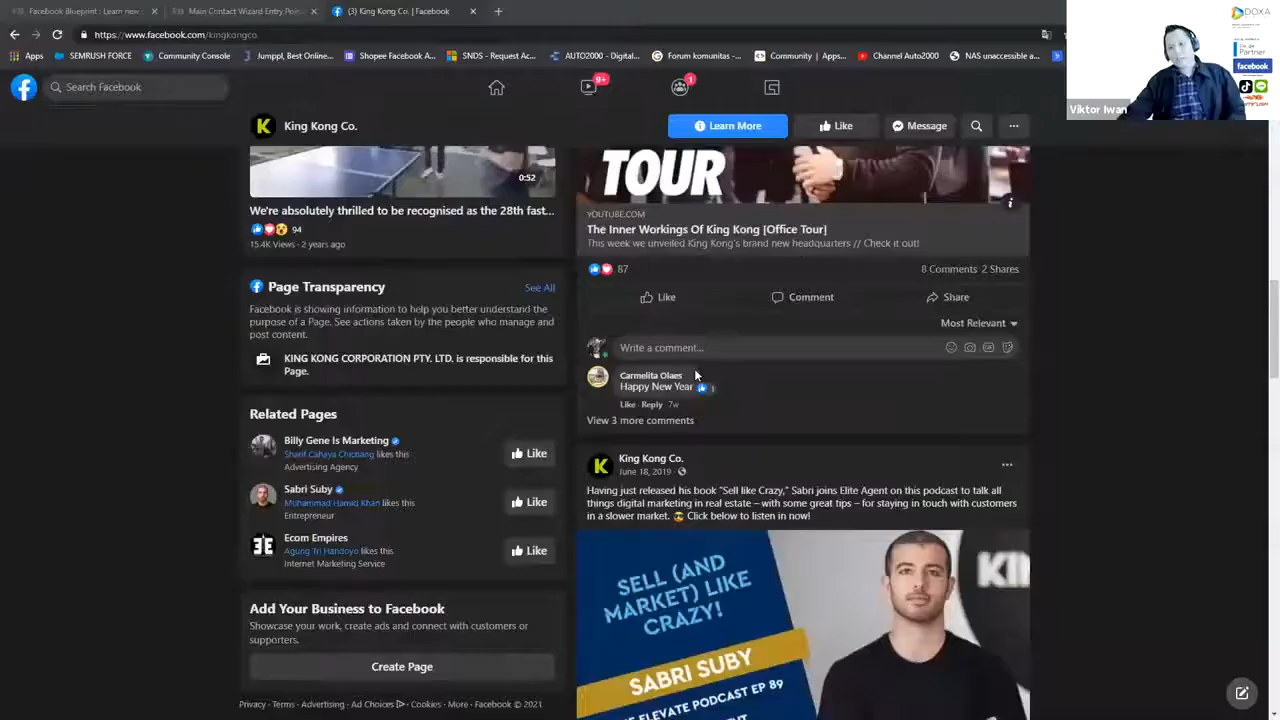 Facebook Blueprint : Learn new
Main Contact Wizard Entry Poin
(3) King Kong Co. | Facebook
https://www.facebook.com/kingkongco
Apps
SEMRUSH FORCE
Community Console
Jumppl, Best Online...
S1djee Facebook A...
SN0S - Request Ac...
AUTO2000 - Digital...
Forum komunitas -...
Community | Apps...
Channel Auto2000
NAS unaccessible a...
DOXA
Google
Partner
facebook
Viktor Iwan
Search Facebook
9+
1
King Kong Co.
Learn More
Like
Message
0:52
We're absolutely thrilled to be recognised as the 28th fast...
94
15.4K Views · 2 years ago
Page Transparency
See All
Facebook is showing information to help you better understand the
purpose of a Page. See actions taken by the people who manage and
post content.
KING KONG CORPORATION PTY. LTD. is responsible for this
Page.
Related Pages
Billy Gene Is Marketing
Sharif Cahaya Chicnang likes this
Advertising Agency
Like
Sabri Suby
Muhammad Hamid Khan likes this
Entrepreneur
Like
Ecom Empires
Agung Tri Handoyo likes this
Internet Marketing Service
Like
Add Your Business to Facebook
Showcase your work, create ads and connect with customers or
supporters.
Create Page
Privacy · Terms · Advertising · Ad Choices · Cookies · More · Facebook © 2021
TOUR
YOUTUBE.COM
The Inner Workings Of King Kong [Office Tour]
This week we unveiled King Kong's brand new headquarters // Check it out!
87
8 Comments 2 Shares
Like
Comment
Share
Most Relevant
Write a comment...
Carmelita Olaes
Happy New Year
1
Like · Reply · 7w
View 3 more comments
King Kong Co.
June 18, 2019
Having just released his book "Sell like Crazy," Sabri joins Elite Agent on this podcast to talk all
things digital marketing in real estate – with some great tips – for staying in touch with customers
in a slower market. 😎 Click below to listen in now!
SELL (AND
MARKET) LIKE
CRAZY!
SABRI SUBY
ELEVATE PODCAST EP 89
KIN